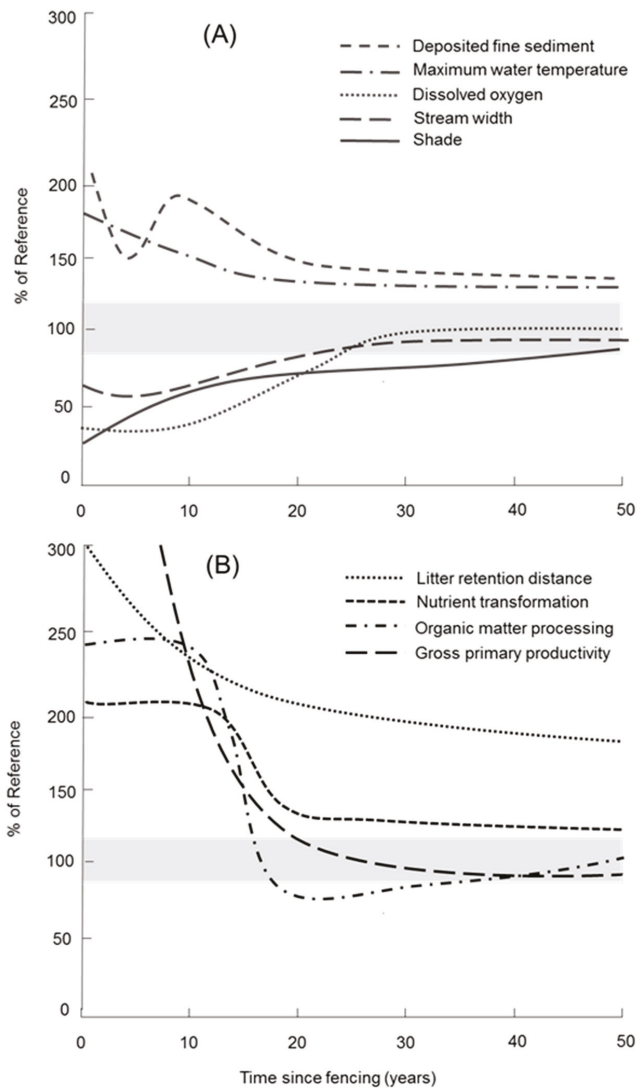 300
(A)
Deposited fine sediment
Maximum water temperature
Dissolved oxygen
Stream width
Shade
250
200
150
100
50
0
% of Reference
0 10 20 30 40 50
300
(B)
Litter retention distance
Nutrient transformation
Organic matter processing
Gross primary productivity
250
200
150
100
50
0
% of Reference
0 10 20 30 40 50
Time since fencing (years)